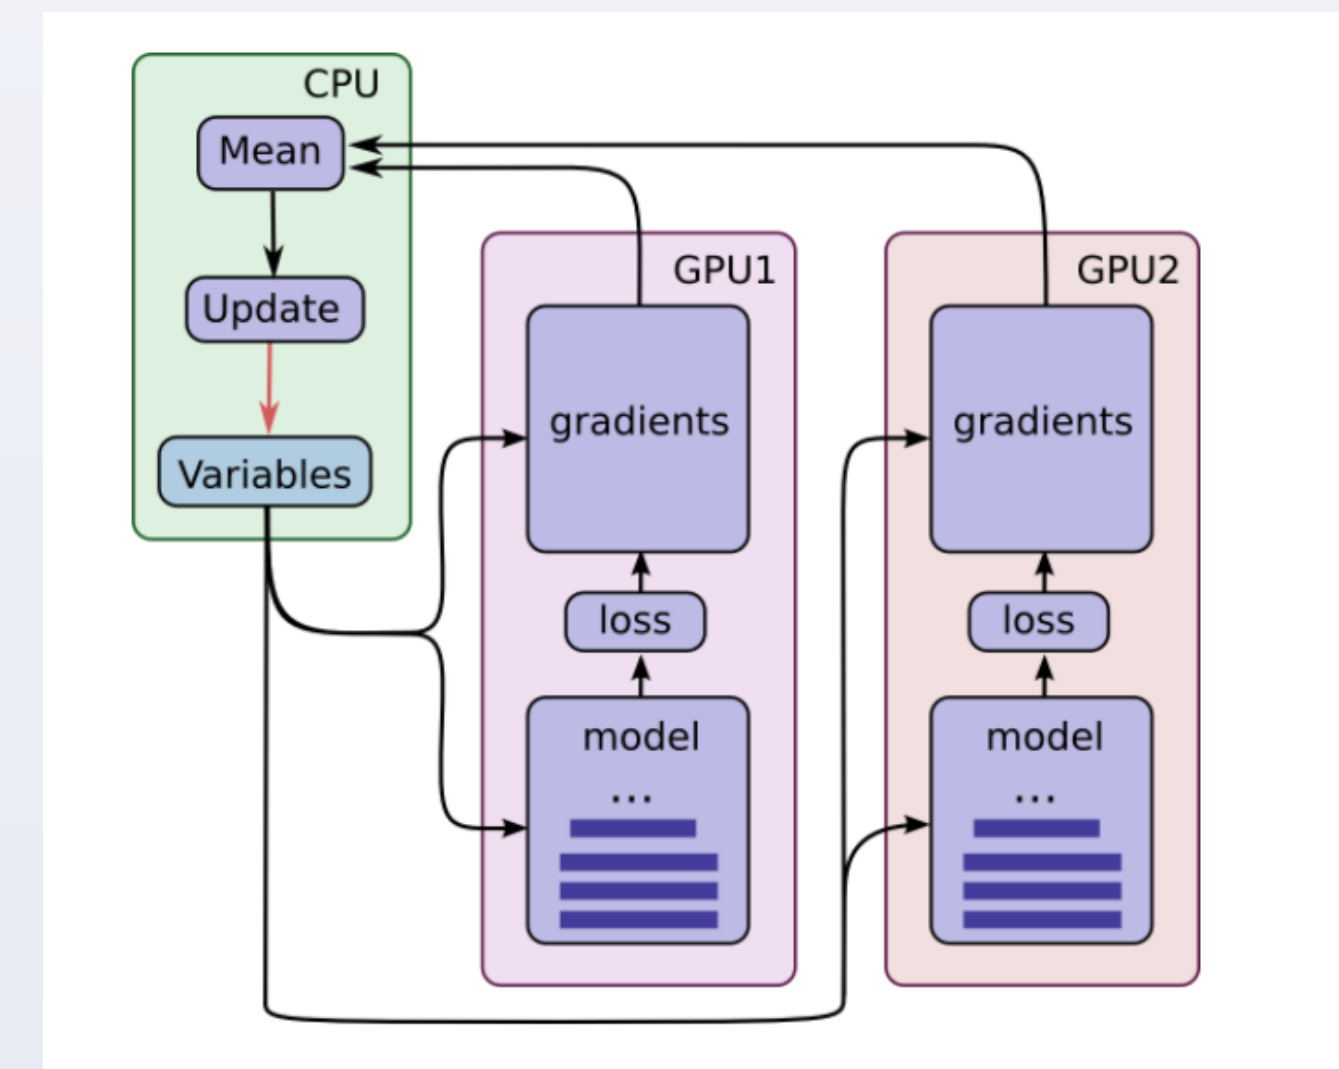 CPU
Mean
Update
Variables
GPU1
gradients
loss
model
...
GPU2
gradients
loss
model
...